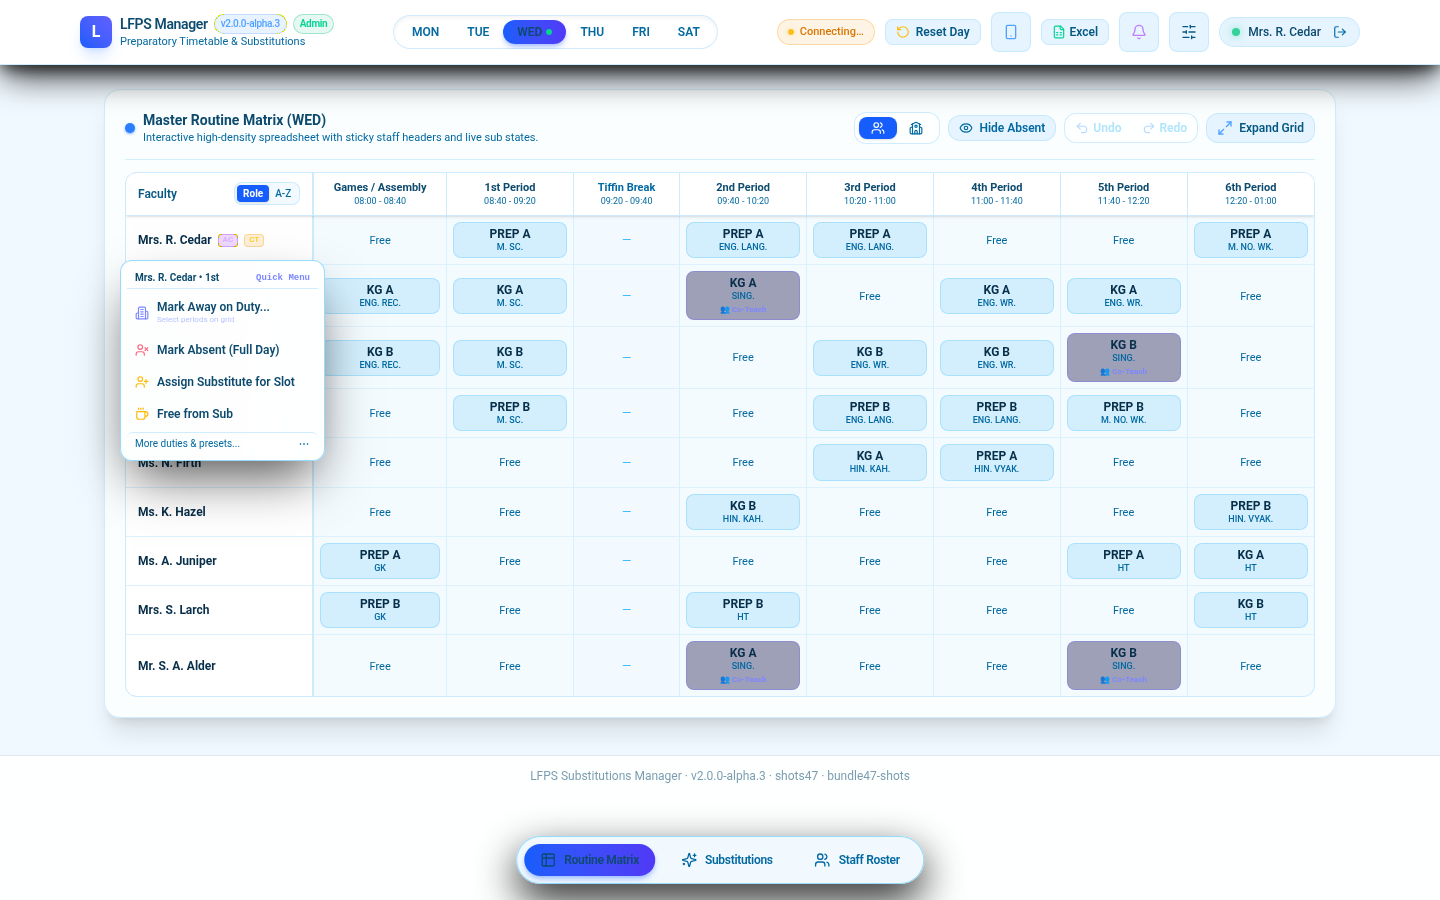 L
LFPS Manager v2.0.0-alpha.3 Admin
Preparatory Timetable & Substitutions
MON TUE WED THU FRI SAT
Connecting... Reset Day Excel Mrs. R. Cedar
Master Routine Matrix (WED)
Interactive high-density spreadsheet with sticky staff headers and live sub states.
Hide Absent Undo Redo Expand Grid
Faculty Role A-Z Games / Assembly 1st Period Tiffin Break 2nd Period 3rd Period 4th Period 5th Period 6th Period
08:00 - 08:40 08:40 - 09:20 09:20 - 09:40 09:40 - 10:20 10:20 - 11:00 11:00 - 11:40 11:40 - 12:20 12:20 - 01:00
Mrs. R. Cedar AC CT Free PREP A — PREP A PREP A Free Free PREP A
M. SC. ENG. LANG. ENG. LANG. M. NO. WK.
Mrs. R. Cedar • 1st Quick Menu
Mark Away on Duty...
Select periods on grid
Mark Absent (Full Day)
Assign Substitute for Slot
Free from Sub
More duties & presets... ...
KG A KG A — KG A Free KG A KG A Free
ENG. REC. M. SC. SING. ENG. WR. ENG. WR.
Co-Teach
KG B KG B — Free KG B KG B KG B Free
ENG. REC. M. SC. ENG. WR. ENG. WR. SING.
Co-Teach
Free PREP B — Free PREP B PREP B PREP B Free
M. SC. ENG. LANG. ENG. LANG. M. NO. WK.
Ms. N. Firth Free Free — Free KG A PREP A Free Free
HIN. KAH. HIN. VYAK.
Ms. K. Hazel Free Free — KG B Free Free Free PREP B
HIN. KAH. HIN. VYAK.
Ms. A. Juniper PREP A Free — Free Free Free PREP A KG A
GK HT HT
Mrs. S. Larch PREP B Free — PREP B Free Free Free KG B
GK HT HT
Mr. S. A. Alder Free Free — KG A Free Free KG B Free
SING. SING.
Co-Teach Co-Teach
LFPS Substitutions Manager · v2.0.0-alpha.3 · shots47 · bundle47-shots
Routine Matrix Substitutions Staff Roster